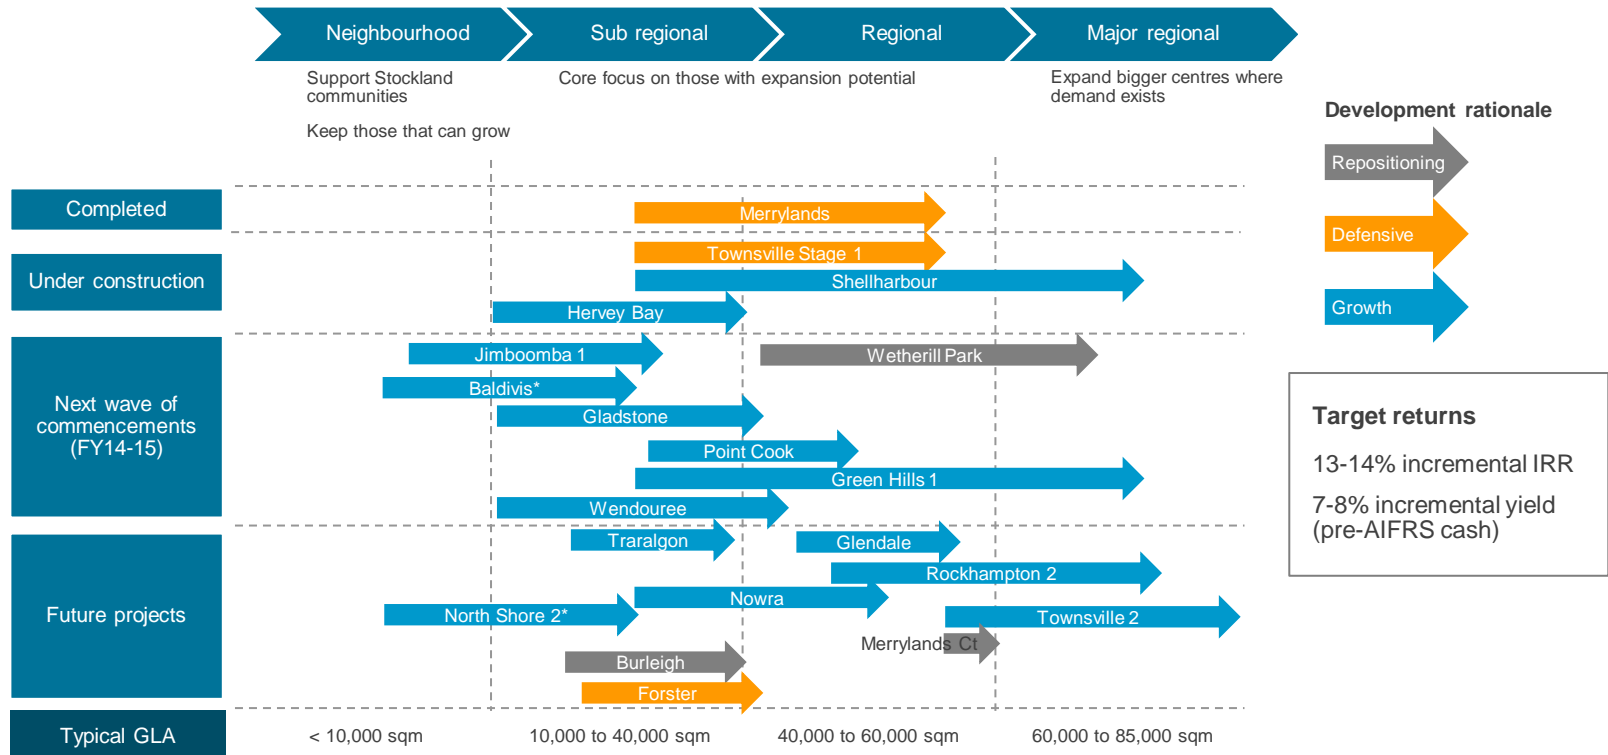 Neighbourhood
Sub regional
Regional
Major regional
Support Stockland
communities
Keep those that can grow
Core focus on those with expansion potential
Expand bigger centres where
demand exists
Development rationale
Repositioning
Defensive
Growth
Completed
Merrylands
Under construction
Townsville Stage 1
Shellharbour
Hervey Bay
Next wave of
commencements
(FY14-15)
Jimboomba 1
Wetherill Park
Baldivis*
Gladstone
Point Cook
Green Hills 1
Wendouree
Target returns
13-14% incremental IRR
7-8% incremental yield
(pre-AIFRS cash)
Future projects
Traralgon
Glendale
Rockhampton 2
Nowra
North Shore 2*
Townsville 2
Merrylands Ct
Burleigh
Forster
Typical GLA
< 10,000 sqm
10,000 to 40,000 sqm
40,000 to 60,000 sqm
60,000 to 85,000 sqm